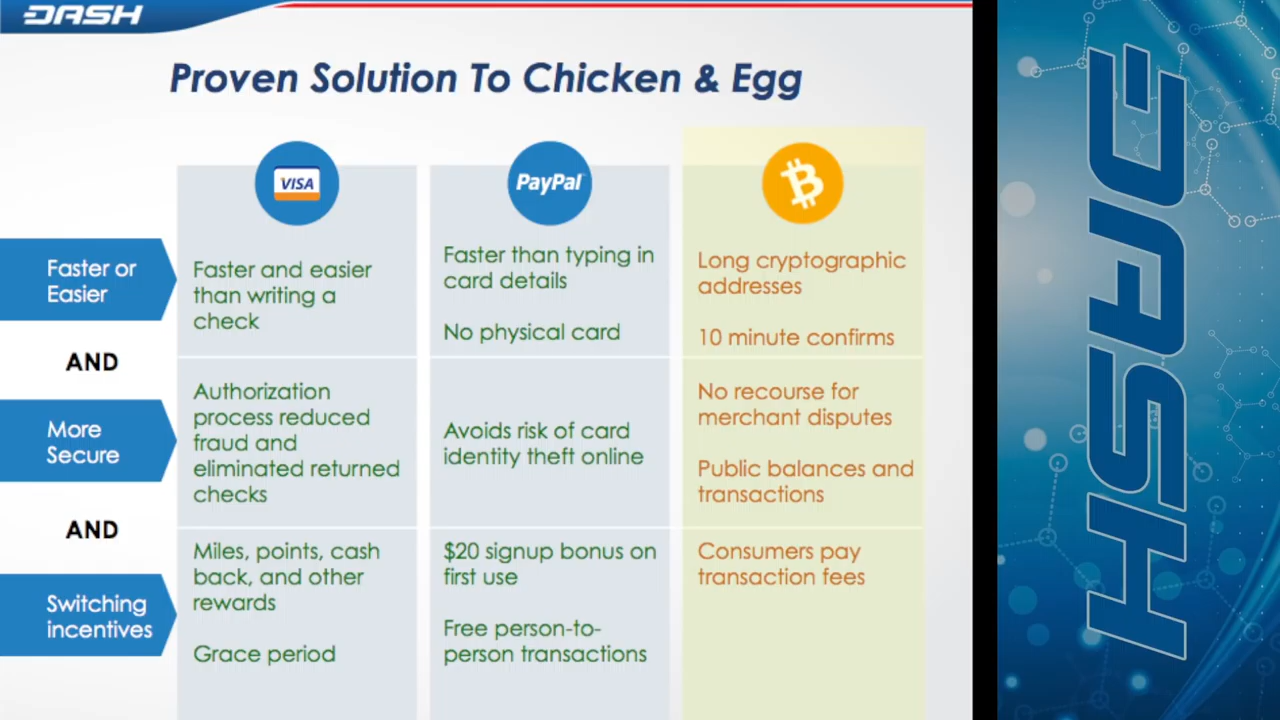 DASH
Proven Solution To Chicken & Egg
VISA
PayPal
Faster or
Easier
Faster and easier
than writing a
check
Faster than typing in
card details
No physical card
Long cryptographic
addresses
10 minute confirms
AND
More
Secure
Authorization
process reduced
fraud and
eliminated returned
checks
Avoids risk of card
identity theft online
No recourse for
merchant disputes
Public balances and
transactions
AND
Switching
incentives
Miles, points, cash
back, and other
rewards
Grace period
$20 signup bonus on
first use
Free person-to-
person transactions
Consumers pay
transaction fees
DASH